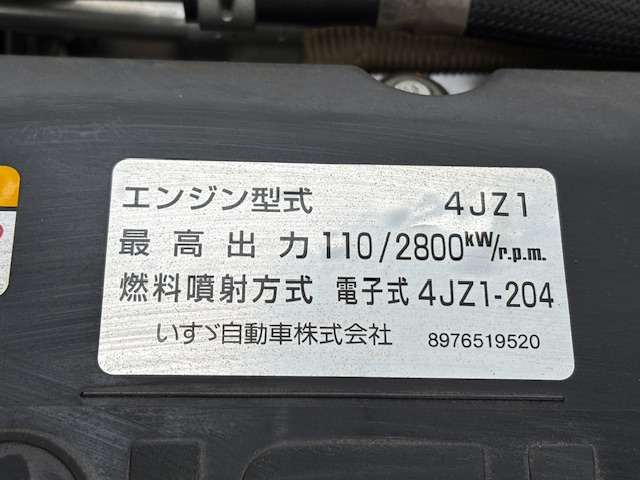 エンジン型式 4JZ1
最高出力 110/2800kW/r.p.m.
燃料噴射方式 電子式 4JZ1-204
いすゞ自動車株式会社 8976519520